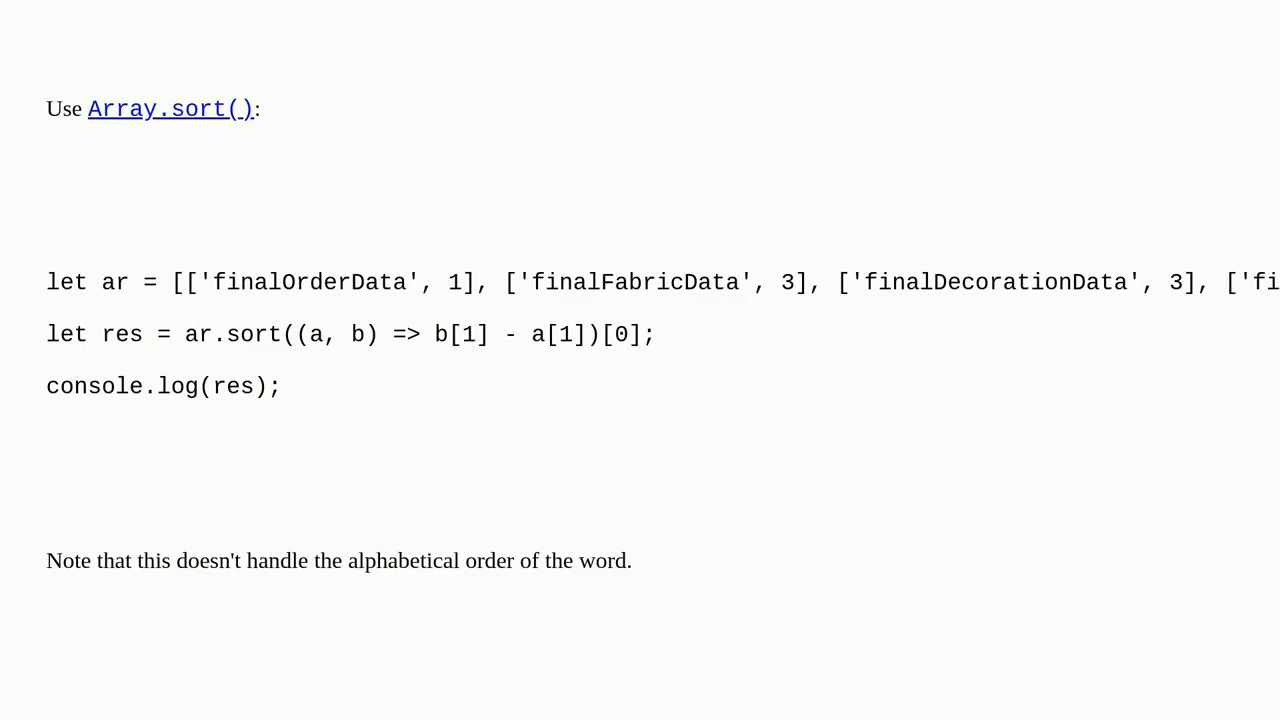 Use Array.sort():
let ar = [['finalOrderData', 1], ['finalFabricData', 3], ['finalDecorationData', 3], ['fi
let res = ar.sort((a, b) => b[1] - a[1])[0];
console.log(res);
Note that this doesn't handle the alphabetical order of the word.